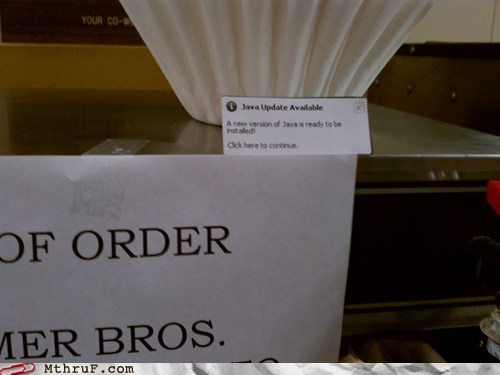 YOUR CO-W
Java Update Available
A new version of Java is ready to be
installed!
Click here to continue.
OF ORDER
MER BROS.
MThruF.com